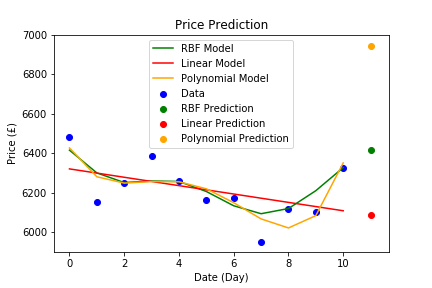 Price Prediction
7000
6800
6600
6400
6200
6000
Price (£)
RBF Model
Linear Model
Polynomial Model
Data
RBF Prediction
Linear Prediction
Polynomial Prediction
0 2 4 6 8 10
Date (Day)